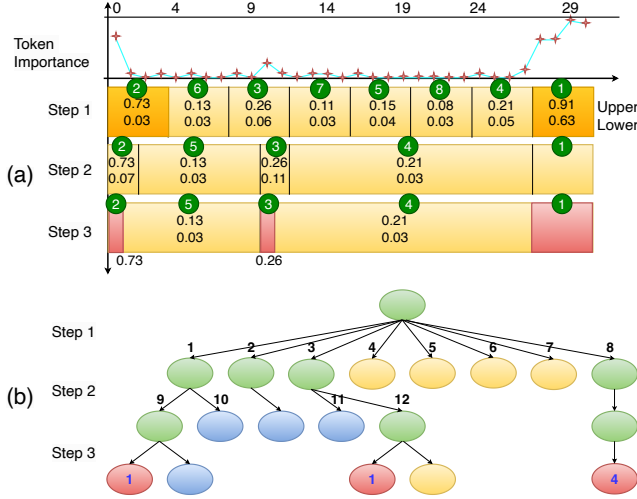 0 4 9 14 19 24 29
Token
Importance
2 6 3 7 5 8 4 1
Step 1
0.73 0.13 0.26 0.11 0.15 0.08 0.21 0.91 Upper
0.03 0.03 0.06 0.03 0.04 0.03 0.05 0.63 Lower
2 5 3 4 1
Step 2
0.73 0.13 0.26 0.21
0.07 0.03 0.11 0.03
(a)
2 5 3 4 1
Step 3
0.13 0.21
0.03 0.03
0.73 0.26
Step 1
1 2 3 4 5 6 7 8
Step 2
(b)
9 10 11 12
Step 3
1 1 4